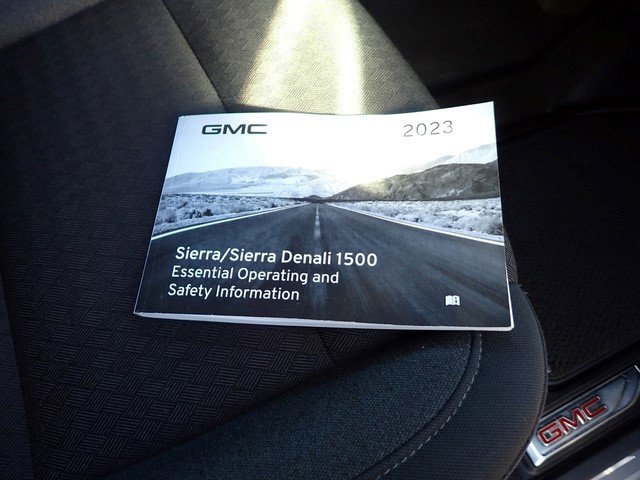 GMC
2023
Sierra/Sierra Denali 1500
Essential Operating and
Safety Information
GMC